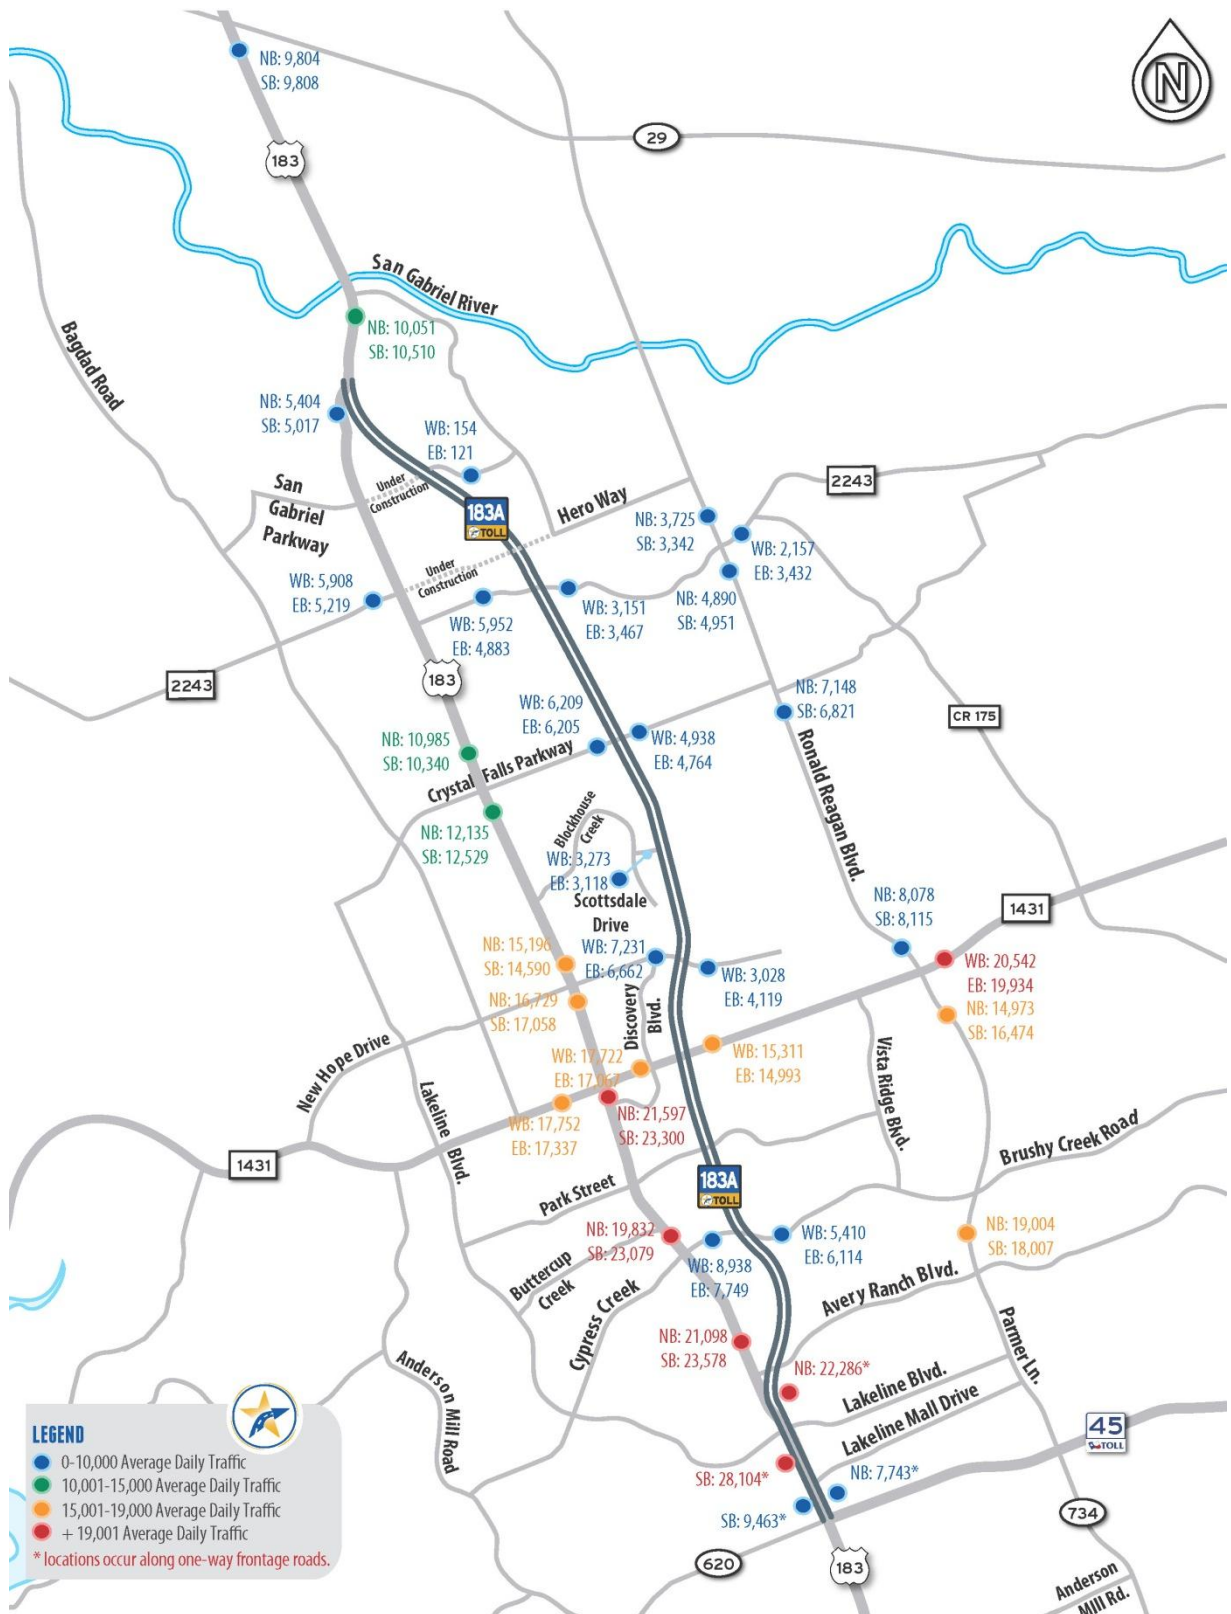 NB: 9,804
SB: 9,808
N
29
183
San Gabriel River
NB: 10,051
SB: 10,510
Bagdad Road
NB: 5,404
SB: 5,017
WB: 154
EB: 121
San
Gabriel
Parkway
Under
Construction
183A
TOLL
Hero Way
2243
NB: 3,725
SB: 3,342
WB: 2,157
EB: 3,432
Under
Construction
WB: 5,908
EB: 5,219
WB: 5,952
EB: 4,883
WB: 3,151
EB: 3,467
NB: 4,890
SB: 4,951
2243
183
WB: 6,209
EB: 6,205
NB: 7,148
SB: 6,821
CR 175
NB: 10,985
SB: 10,340
WB: 4,938
EB: 4,764
Crystal Falls Parkway
Ronald Reagan Blvd.
NB: 12,135
SB: 12,529
Blockhouse
Creek
WB: 3,273
EB: 3,118
Scottsdale
Drive
NB: 8,078
SB: 8,115
1431
NB: 15,196
SB: 14,590
WB: 7,231
EB: 6,662
WB: 3,028
EB: 4,119
WB: 20,542
EB: 19,934
NB: 16,729
SB: 17,058
Discovery
Blvd.
NB: 14,973
SB: 16,474
New Hope Drive
WB: 17,722
EB: 17,067
WB: 15,311
EB: 14,993
Vista Ridge Blvd.
Lakeline Blvd.
WB: 17,752
EB: 17,337
NB: 21,597
SB: 23,300
1431
Brushy Creek Road
Park Street
183A
TOLL
NB: 19,832
SB: 23,079
WB: 8,938
EB: 7,749
WB: 5,410
EB: 6,114
NB: 19,004
SB: 18,007
Buttercup
Creek
Cypress Creek
Avery Ranch Blvd.
Parmer Ln.
NB: 21,098
SB: 23,578
NB: 22,286*
Anderson
Mill Road
Lakeline Blvd.
Lakeline Mall Drive
45
TOLL
SB: 28,104*
NB: 7,743*
SB: 9,463*
734
620
183
Anderson
Mill Rd.
LEGEND
0-10,000 Average Daily Traffic
10,001-15,000 Average Daily Traffic
15,001-19,000 Average Daily Traffic
+ 19,001 Average Daily Traffic
* locations occur along one-way frontage roads.